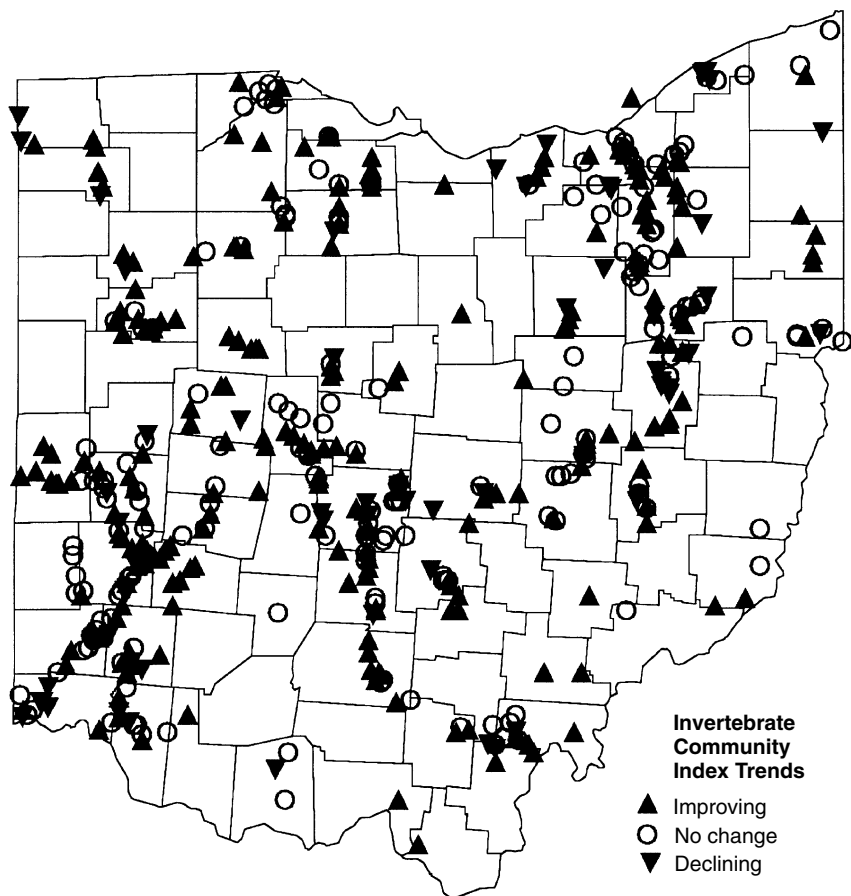 Invertebrate
Community
Index Trends
Improving
No change
Declining